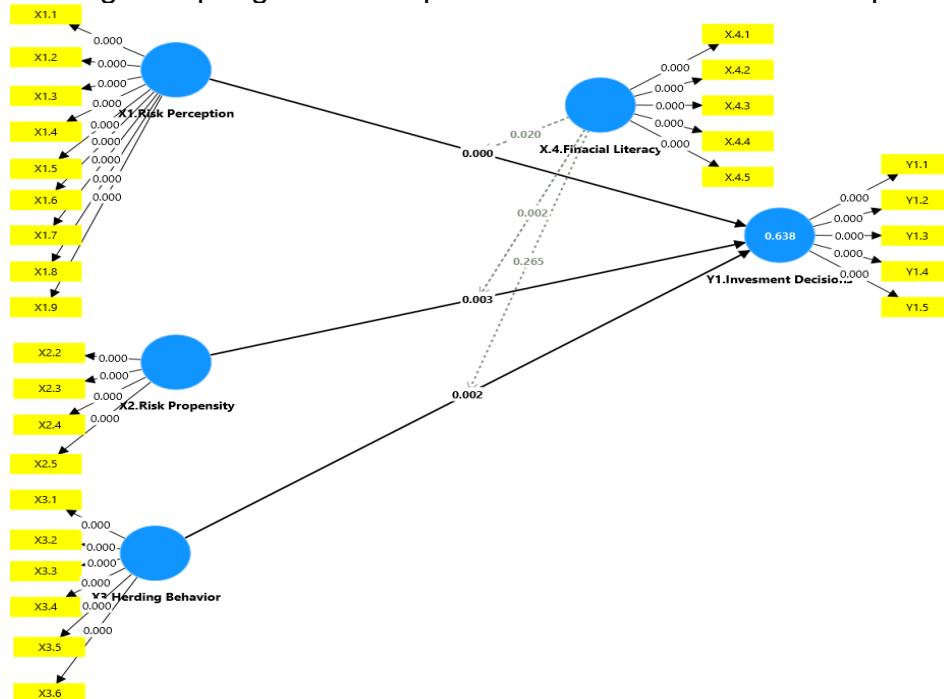 X1.1
X1.2
X1.3
X1.4
X1.5
X1.6
X1.7
X1.8
X1.9
0.000
0.000
0.000
0.000
0.000
0.000
0.000
0.000
X1.Risk Perception
X2.2
X2.3
X2.4
X2.5
0.000
0.000
0.000
0.000
X2.Risk Propensity
X3.1
X3.2
X3.3
X3.4
X3.5
X3.6
0.000
0.000
0.000
0.000
0.000
0.000
X3.Herding Behavior
0.000
0.003
0.002
0.020
0.002
0.265
X.4.Finacial Literacy
0.000
0.000
0.000
0.000
0.000
X.4.1
X.4.2
X.4.3
X.4.4
X.4.5
0.638
Y1.Invesment
0.000
0.000
0.000
0.000
0.000
Y1.1
Y1.2
Y1.3
Y1.4
Y1.5